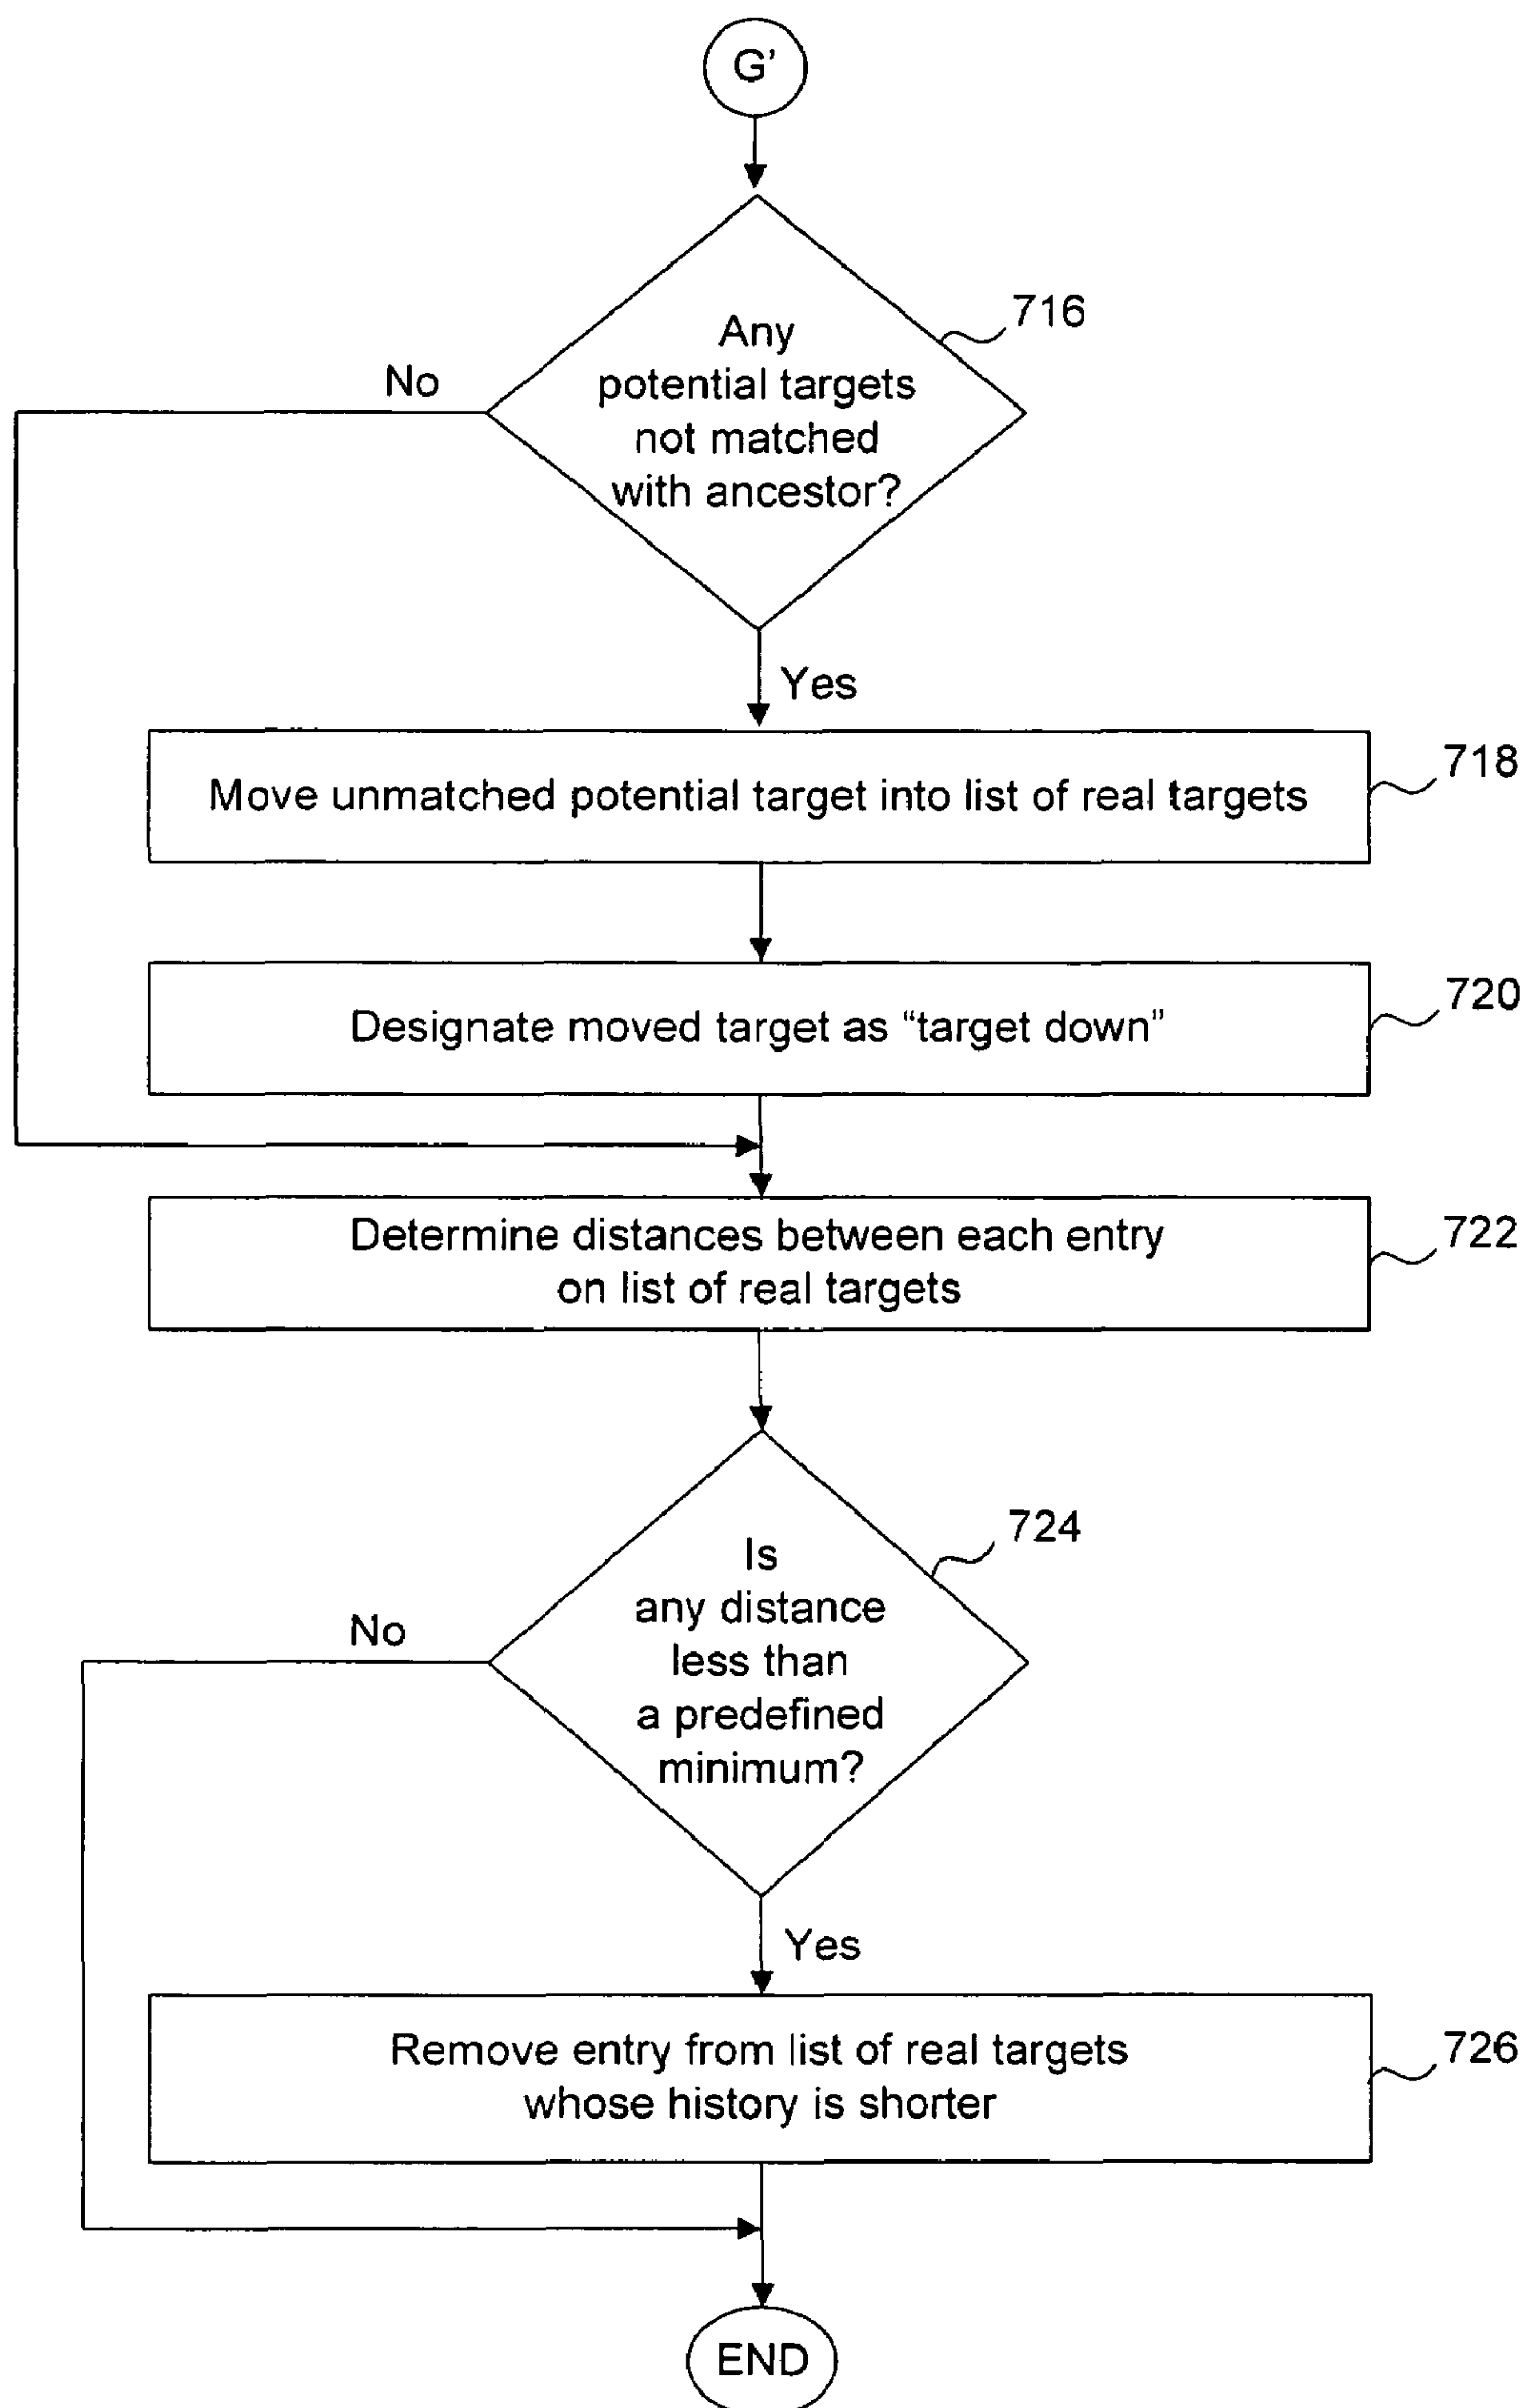 G’
716
Any
No
potential targets
not matched
with ancestor?
Yes
718
Move unmatched potential target into list of real targets
720
Designate moved target as “target down”
722
Determine distances between each entry
on list of real targets
724
Is
any distance
No
less than
a predefined
minimum?
Yes
726
Remove entry from list of real targets
whose history is shorter
END